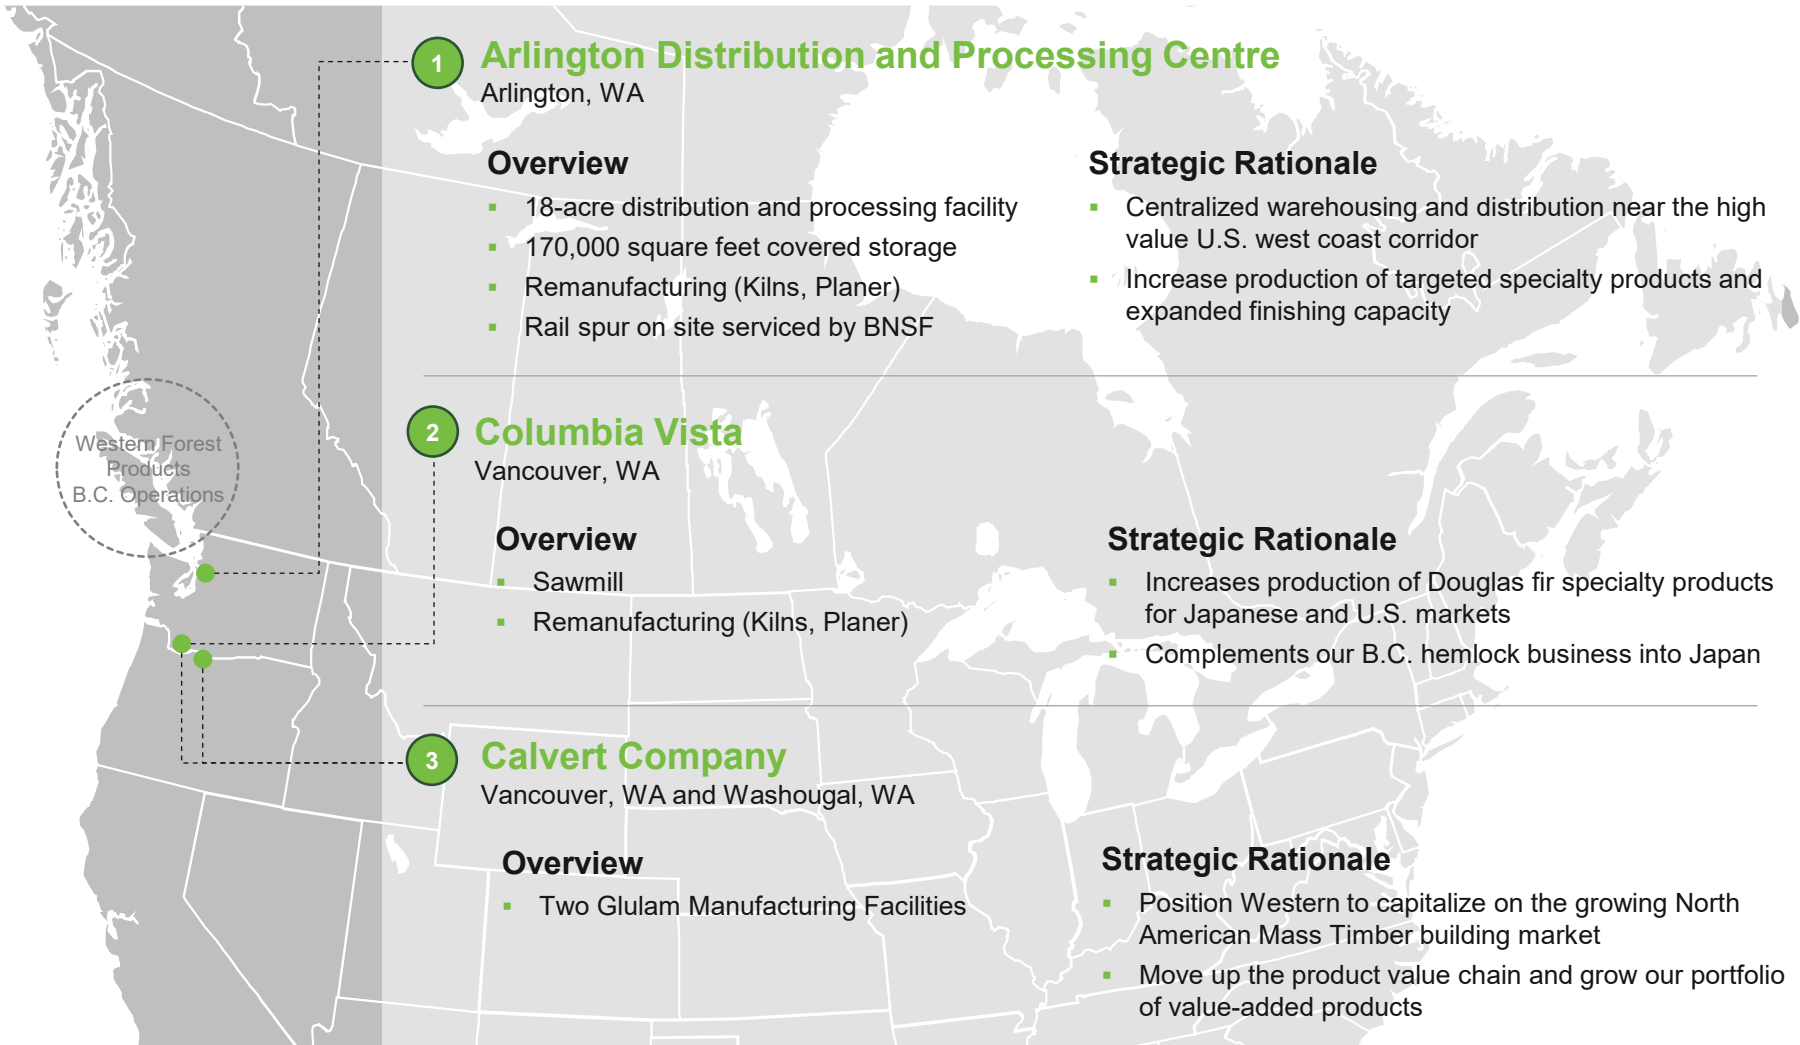 1
Arlington Distribution and Processing Centre
Arlington, WA
Overview
▪ 18-acre distribution and processing facility
▪ 170,000 square feet covered storage
▪ Remanufacturing (Kilns, Planer)
▪ Rail spur on site serviced by BNSF
Strategic Rationale
▪ Centralized warehousing and distribution near the high
value U.S. west coast corridor
▪ Increase production of targeted specialty products and
expanded finishing capacity
Western Forest
Products
B.C. Operations
2
Columbia Vista
Vancouver, WA
Overview
▪ Sawmill
▪ Remanufacturing (Kilns, Planer)
Strategic Rationale
▪ Increases production of Douglas fir specialty products
for Japanese and U.S. markets
▪ Complements our B.C. hemlock business into Japan
3
Calvert Company
Vancouver, WA and Washougal, WA
Overview
▪ Two Glulam Manufacturing Facilities
Strategic Rationale
▪ Position Western to capitalize on the growing North
American Mass Timber building market
▪ Move up the product value chain and grow our portfolio
of value-added products